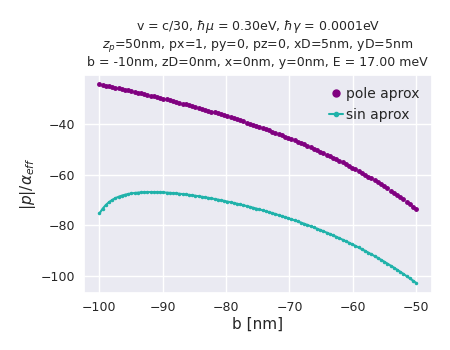 v = c/30, ħμ = 0.30eV, ħγ = 0.0001eV
z_p=50nm, px=1, py=0, pz=0, xD=5nm, yD=5nm
b = -10nm, zD=0nm, x=0nm, y=0nm, E = 17.00 meV
pole aprox
sin aprox
|p|/α_eff
−40
−60
−80
−100
−100 −90 −80 −70 −60 −50
b [nm]